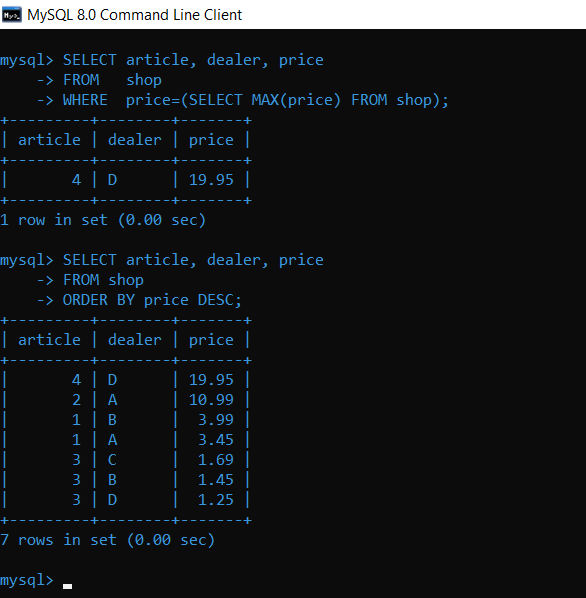 MySQL 8.0 Command Line Client
mysql> SELECT article, dealer, price
    -> FROM   shop
    -> WHERE  price=(SELECT MAX(price) FROM shop);
+---------+--------+-------+
| article | dealer | price |
+---------+--------+-------+
|       4 | D      | 19.95 |
+---------+--------+-------+
1 row in set (0.00 sec)
mysql> SELECT article, dealer, price
    -> FROM shop
    -> ORDER BY price DESC;
+---------+--------+-------+
| article | dealer | price |
+---------+--------+-------+
|       4 | D      | 19.95 |
|       2 | A      | 10.99 |
|       1 | B      |  3.99 |
|       1 | A      |  3.45 |
|       3 | C      |  1.69 |
|       3 | B      |  1.45 |
|       3 | D      |  1.25 |
+---------+--------+-------+
7 rows in set (0.00 sec)
mysql>